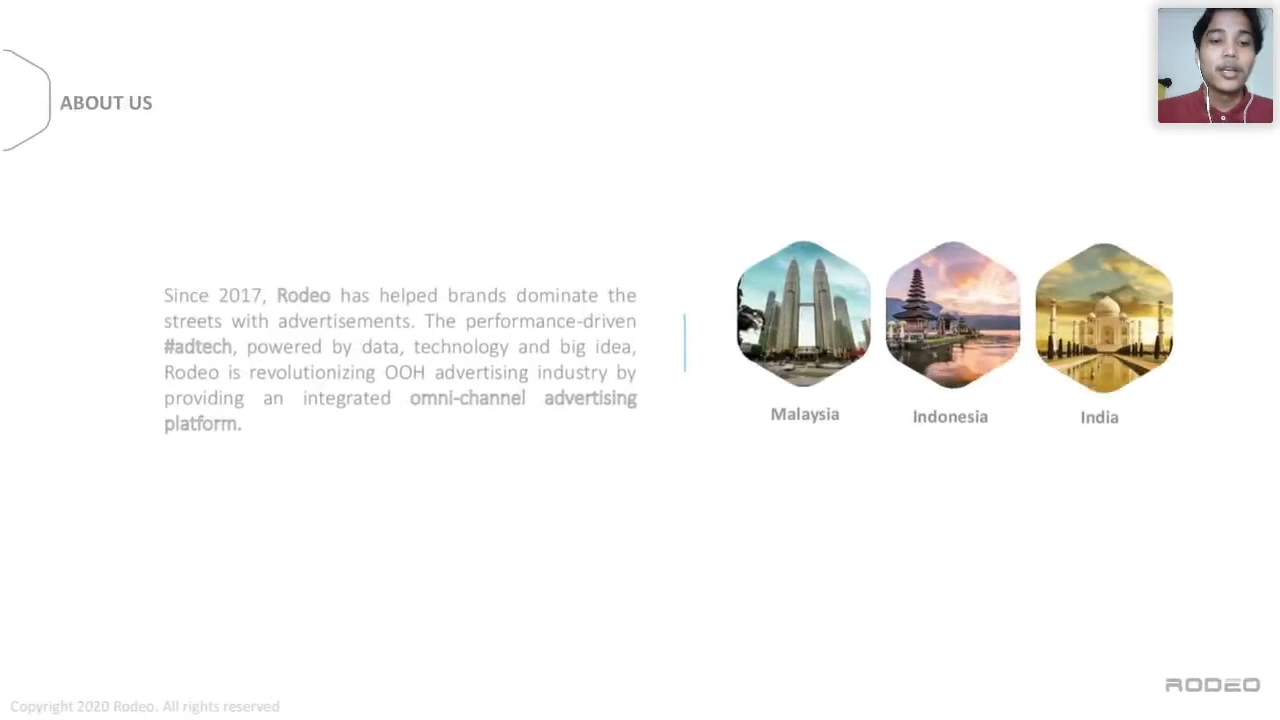 ABOUT US
Since 2017, Rodeo has helped brands dominate the
streets with advertisements. The performance-driven
#adtech, powered by data, technology and big idea,
Rodeo is revolutionizing OOH advertising industry by
providing an integrated omni-channel advertising
platform.
Malaysia
Indonesia
India
RODEO
Copyright 2020 Rodeo. All rights reserved